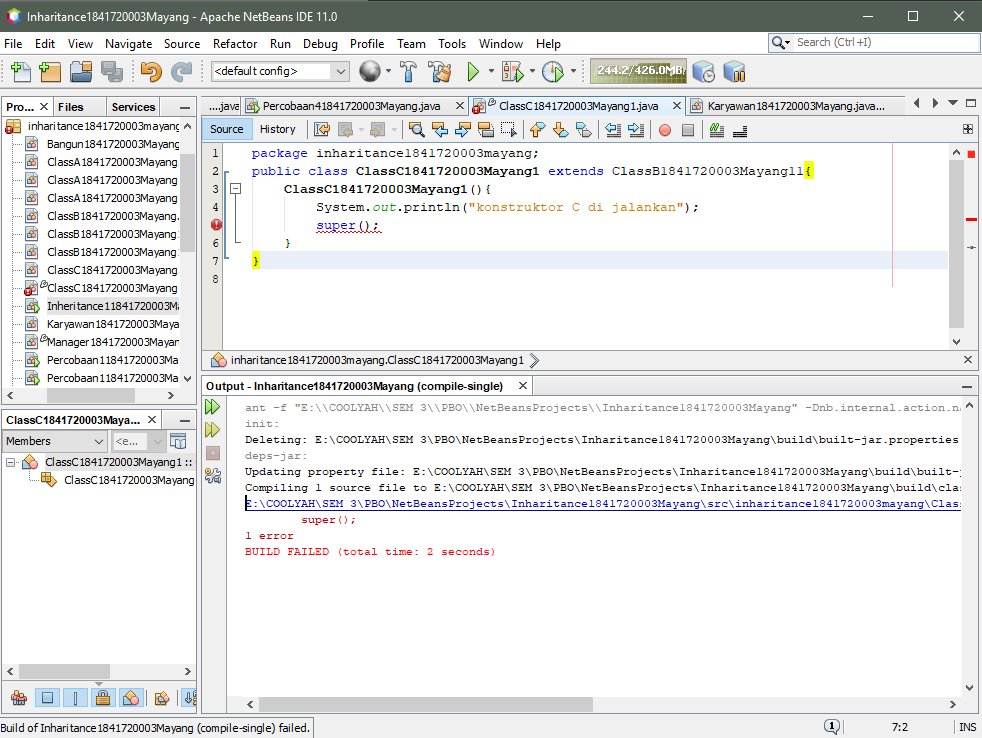 Inharitance1841720003Mayang - Apache NetBeans IDE 11.0
File Edit View Navigate Source Refactor Run Debug Profile Team Tools Window Help
Search (Ctrl+I)
<default config>
244.2/426.0MB
Pro... Files Services
inharitance1841720003mayang
Bangun1841720003Mayang
ClassA1841720003Mayang
ClassA1841720003Mayang
ClassA1841720003Mayang
ClassB1841720003Mayang.
ClassB1841720003Mayang
ClassB1841720003Mayang
ClassC1841720003Mayang
ClassC1841720003Mayang
Inheritance11841720003Ma
Karyawan1841720003Maya
Manager1841720003Mayang
Percobaan11841720003Ma
Percobaan11841720003Ma
...java Percobaan41841720003Mayang.java ClassC1841720003Mayang1.java Karyawan1841720003Mayang.java...
Source History
1 package inharitance1841720003mayang;
2 public class ClassC1841720003Mayang1 extends ClassB1841720003Mayang11{
3 ClassC1841720003Mayang1(){
4 System.out.println("konstruktor C di jalankan");
super();
6 }
7 }
8
inharitance1841720003mayang.ClassC1841720003Mayang1
ClassC1841720003Maya...
Members <e...
ClassC1841720003Mayang1 ::
ClassC1841720003Mayang
Output - Inharitance1841720003Mayang (compile-single)
ant -f "E:\\COOLYAH\\SEM 3\\PBO\\NetBeansProjects\\Inharitance1841720003Mayang" -Dnb.internal.action.na
init:
Deleting: E:\COOLYAH\SEM 3\PBO\NetBeansProjects\Inharitance1841720003Mayang\build\built-jar.properties
deps-jar:
Updating property file: E:\COOLYAH\SEM 3\PBO\NetBeansProjects\Inharitance1841720003Mayang\build\built-j
Compiling 1 source file to E:\COOLYAH\SEM 3\PBO\NetBeansProjects\Inharitance1841720003Mayang\build\clas
E:\COOLYAH\SEM 3\PBO\NetBeansProjects\Inharitance1841720003Mayang\src\inharitance1841720003mayang\Class
super();
1 error
BUILD FAILED (total time: 2 seconds)
Build of Inharitance1841720003Mayang (compile-single) failed.
1 7:2 INS